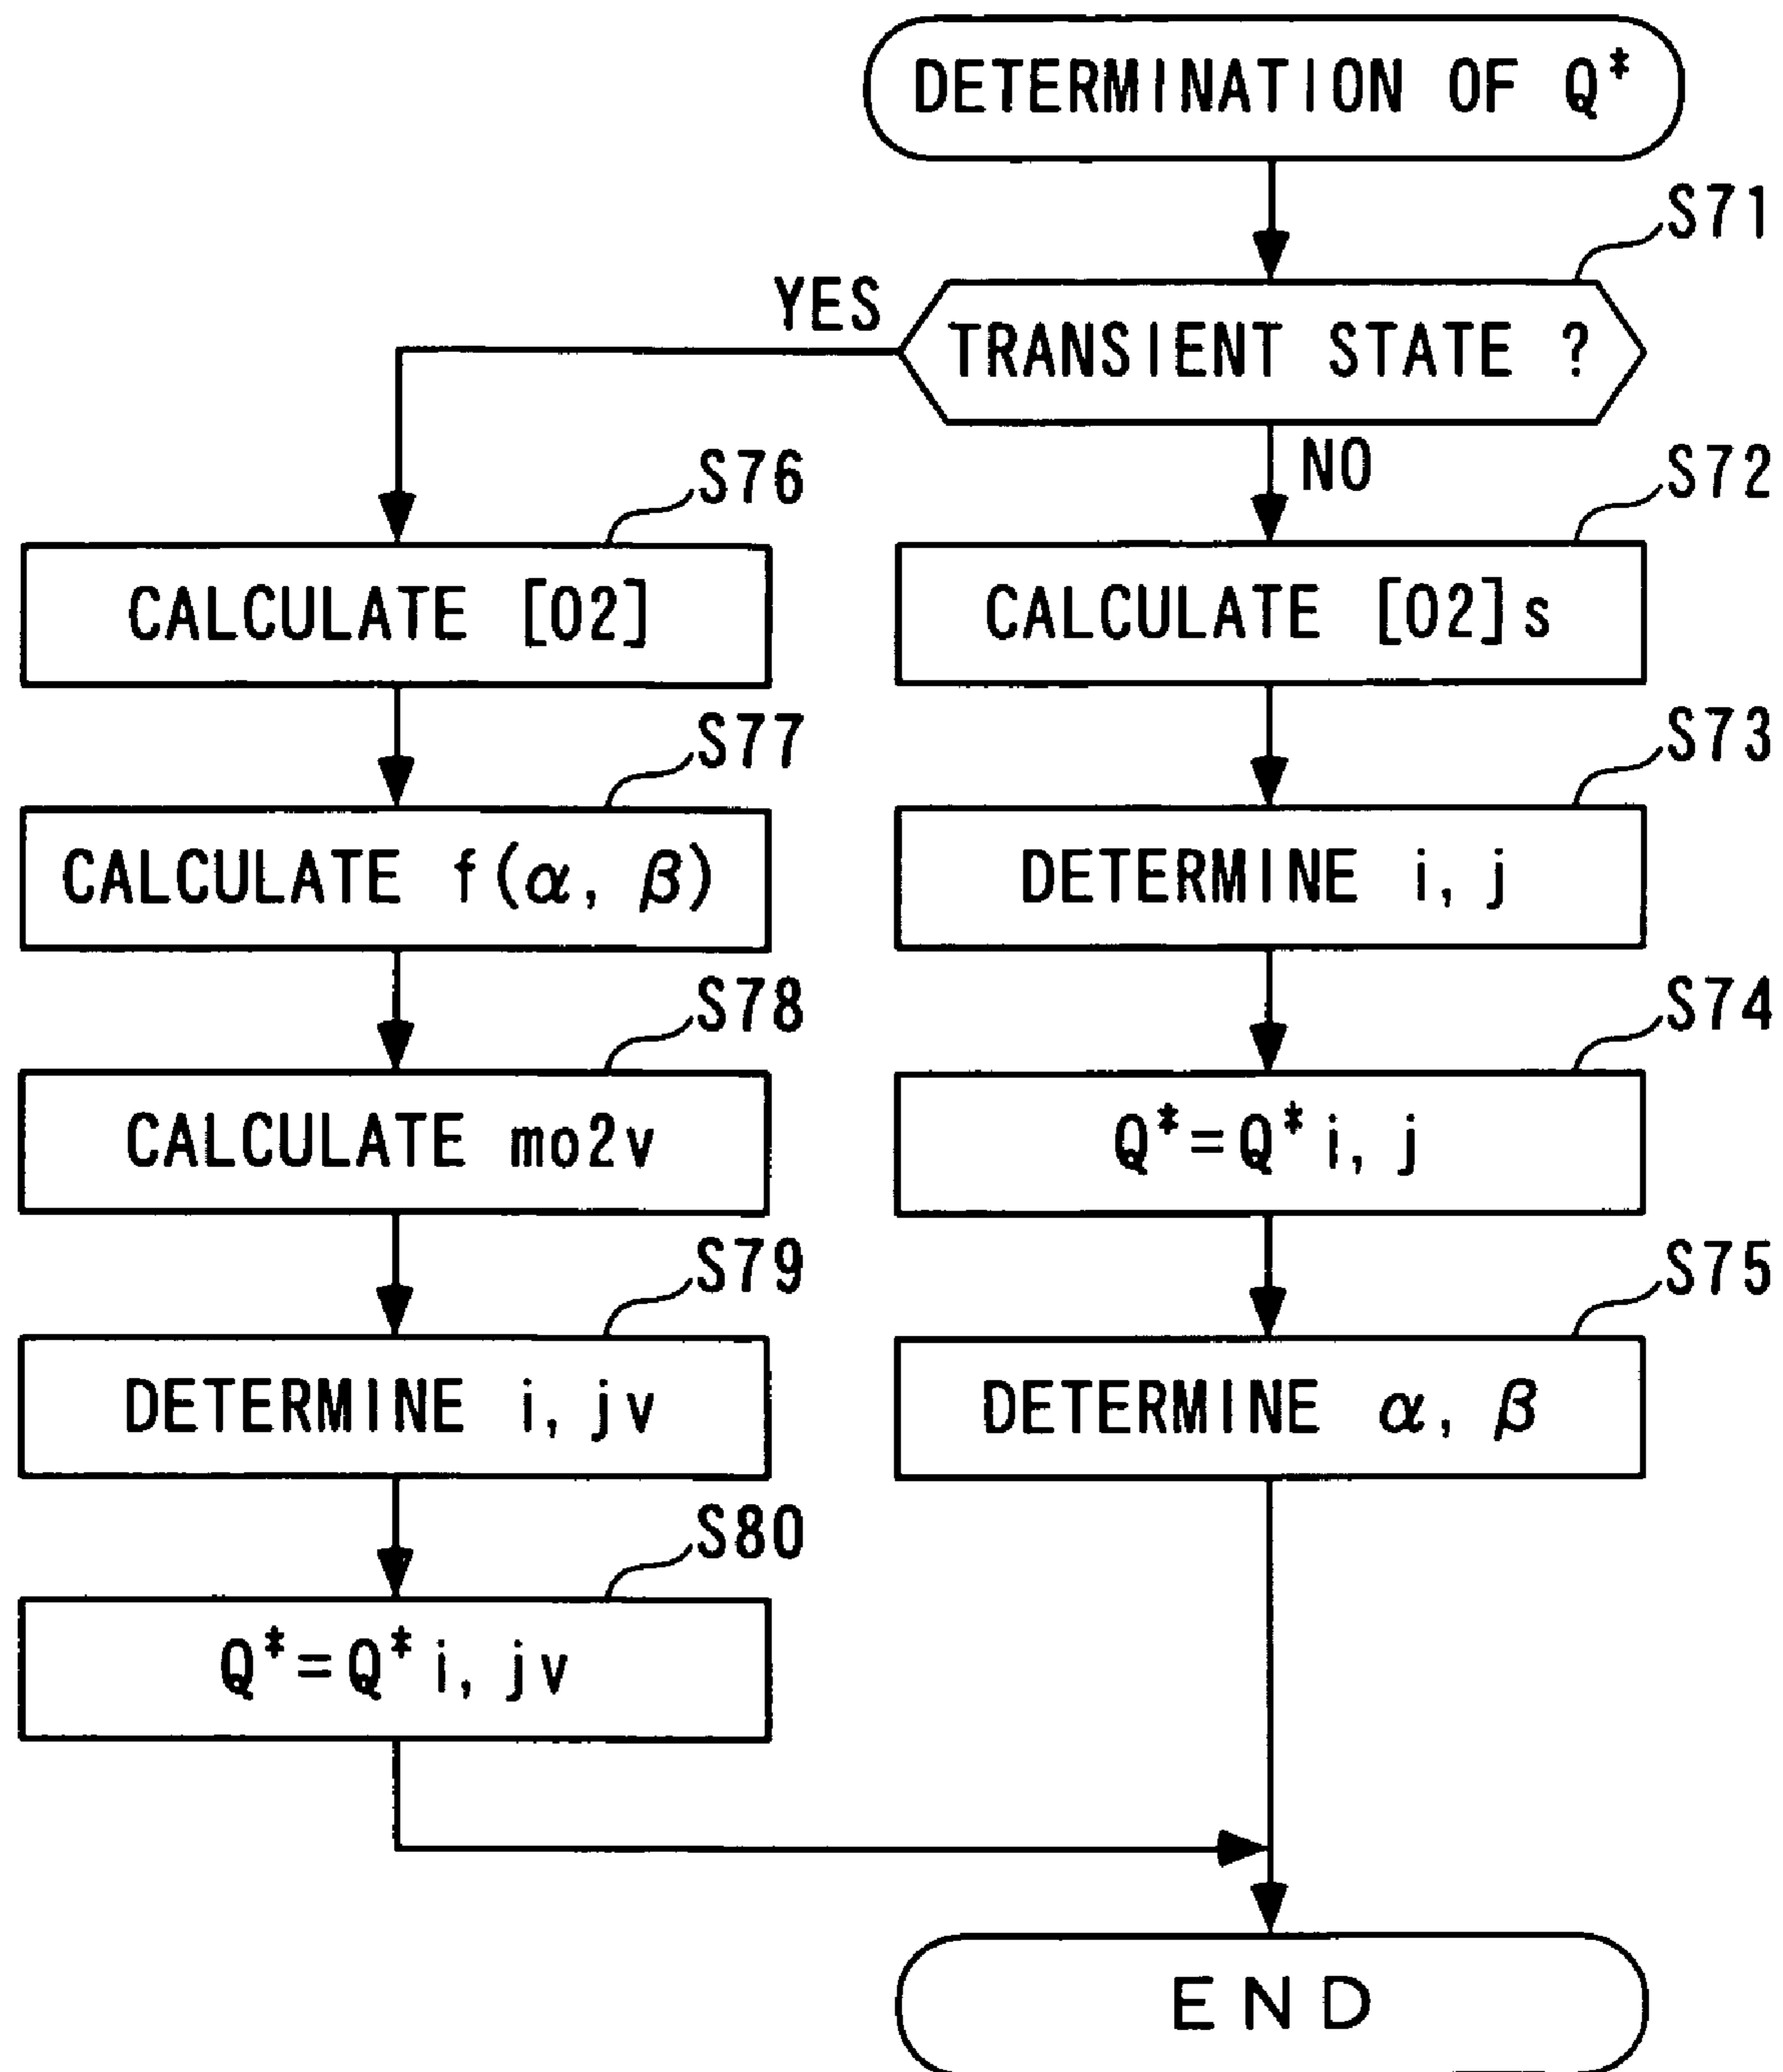 DETERMINATION OF Q*
S71
YES
TRANSIENT STATE ?
NO
S76
S72
CALCULATE [O2]
CALCULATE [O2]s
S77
S73
CALCULATE f(α, β)
DETERMINE i, j
S78
S74
CALCULATE mo2v
Q*=Q*i, j
S79
S75
DETERMINE i, jv
DETERMINE α, β
S80
Q*=Q*i, jv
END